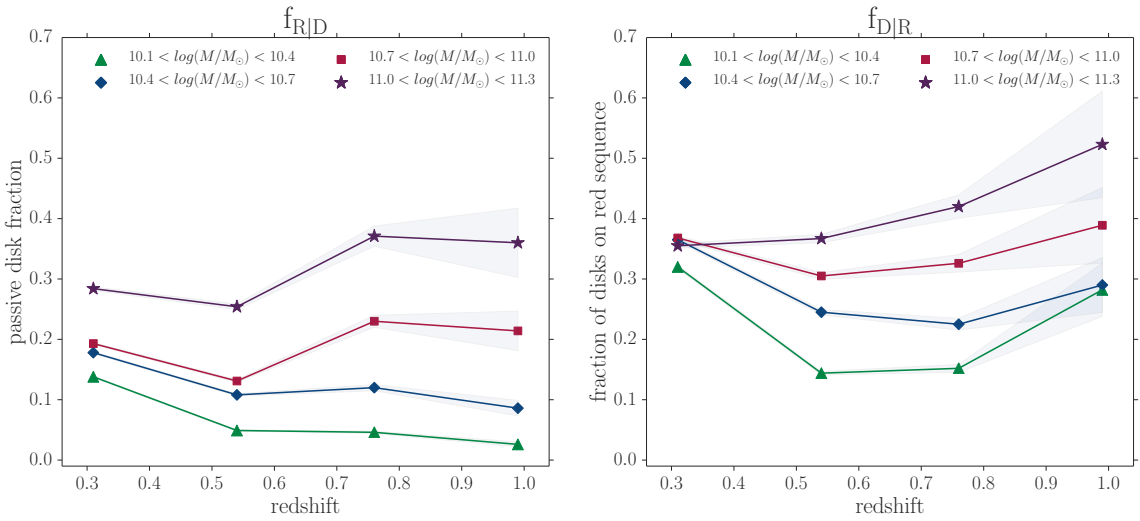 f_{R|D}
0.7
0.6
0.5
0.4
0.3
0.2
0.1
0.0
passive disk fraction
10.1 < log(M/M_⊙) < 10.4
10.4 < log(M/M_⊙) < 10.7
10.7 < log(M/M_⊙) < 11.0
11.0 < log(M/M_⊙) < 11.3
0.3 0.4 0.5 0.6 0.7 0.8 0.9 1.0
redshift
f_{D|R}
0.7
0.6
0.5
0.4
0.3
0.2
0.1
0.0
fraction of disks on red sequence
10.1 < log(M/M_⊙) < 10.4
10.4 < log(M/M_⊙) < 10.7
10.7 < log(M/M_⊙) < 11.0
11.0 < log(M/M_⊙) < 11.3
0.3 0.4 0.5 0.6 0.7 0.8 0.9 1.0
redshift